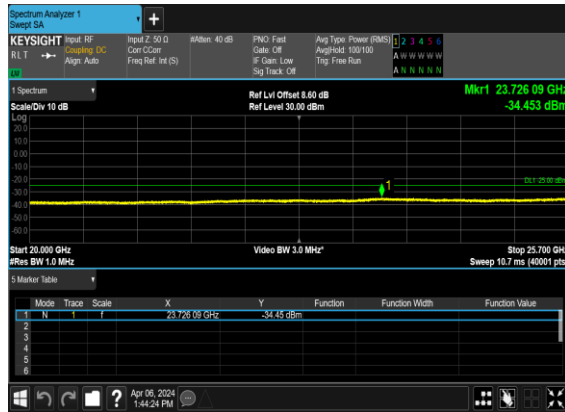 Spectrum Analyzer 1
Swept SA
+
KEYSIGHT Input: RF Input Z: 50 Ω #Atten: 40 dB PNO: Fast Avg Type: Power (RMS) 1 2 3 4 5 6
RLT Coupling: DC Corr CCorr Gate: Off Avg|Hold: 100/100 A W W W W W
Align: Auto Freq Ref: Int (S) IF Gain: Low Trig: Free Run
Sig Track: Off A N N N N N
1 Spectrum Ref Lvl Offset 8.60 dB Mkr1 23.726 09 GHz
Scale/Div 10 dB Ref Level 30.00 dBm -34.453 dBm
Log
20.0
10.0
0.00
-10.0
-20.0
DL1 -25.00 dBm
1
-30.0
-40.0
-50.0
-60.0
Start 20.000 GHz Video BW 3.0 MHz* Stop 25.700 GHz
#Res BW 1.0 MHz Sweep 10.7 ms (40001 pts)
5 Marker Table
Mode Trace Scale X Y Function Function Width Function Value
1 N 1 f 23.726 09 GHz -34.45 dBm
2
3
4
5
6
? Apr 06, 2024
1:44:24 PM